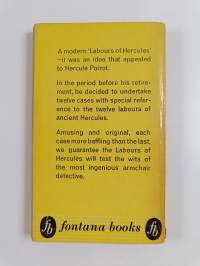 A modern 'Labours of Hercules'
—it was an idea that appealed
to Hercule Poirot.
In the period before his retire-
ment, he decided to undertake
twelve cases with special refer-
ence to the twelve labours of
ancient Hercules.
Amusing and original, each
case more baffling than the last,
we guarantee the Labours of
Hercules will test the wits of
the most ingenious armchair
detective.
fb fontana books fb